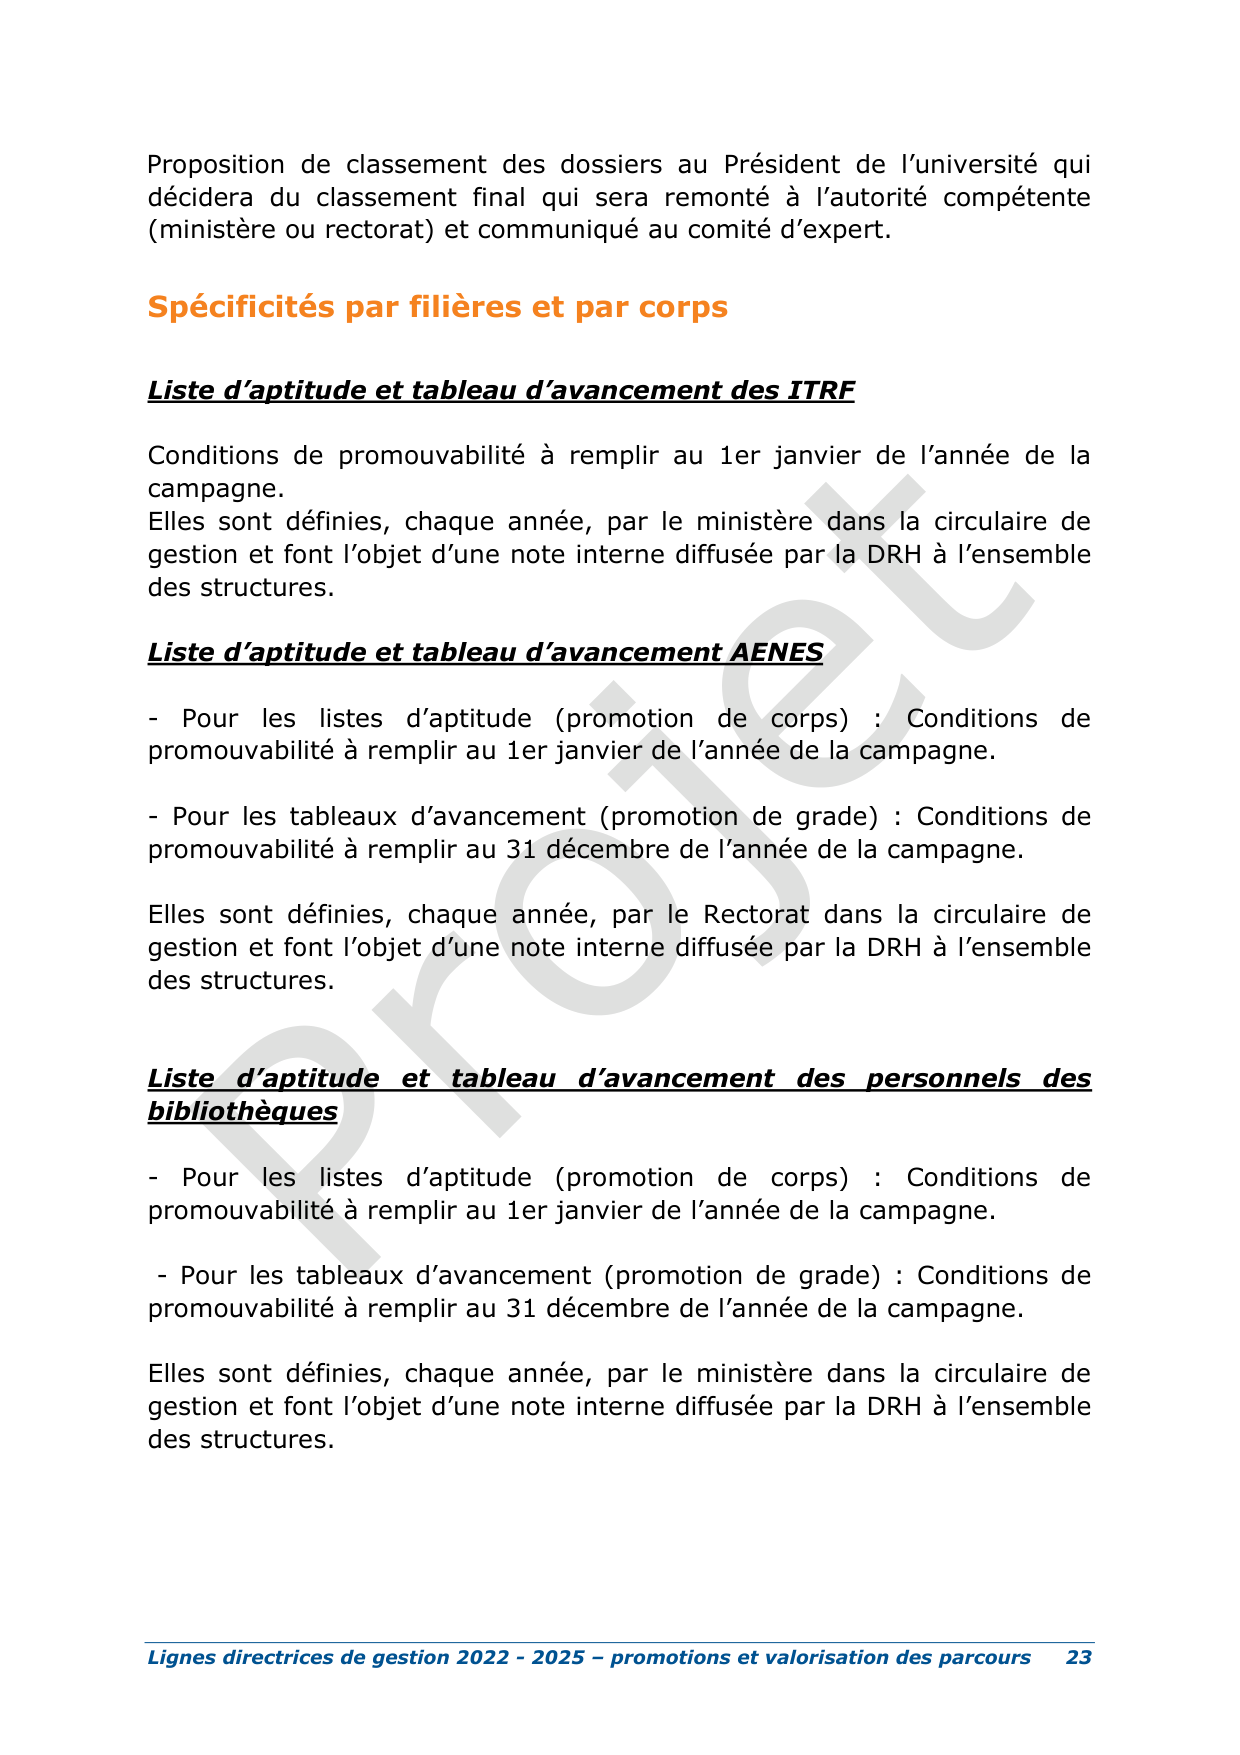 Proposition de classement des dossiers au Président de l’université qui
décidera du classement final qui sera remonté à l’autorité compétente
(ministère ou rectorat) et communiqué au comité d’expert.
Spécificités par filières et par corps
Liste d’aptitude et tableau d’avancement des ITRF
Conditions de promouvabilité à remplir au 1er janvier de l’année de la
campagne.
Elles sont définies, chaque année, par le ministère dans la circulaire de
gestion et font l’objet d’une note interne diffusée par la DRH à l’ensemble
des structures.
Liste d’aptitude et tableau d’avancement AENES
- Pour les listes d’aptitude (promotion de corps) : Conditions de
promouvabilité à remplir au 1er janvier de l’année de la campagne.
- Pour les tableaux d’avancement (promotion de grade) : Conditions de
promouvabilité à remplir au 31 décembre de l’année de la campagne.
Elles sont définies, chaque année, par le Rectorat dans la circulaire de
gestion et font l’objet d’une note interne diffusée par la DRH à l’ensemble
des structures.
Liste d’aptitude et tableau d’avancement des personnels des
bibliothèques
- Pour les listes d’aptitude (promotion de corps) : Conditions de
promouvabilité à remplir au 1er janvier de l’année de la campagne.
- Pour les tableaux d’avancement (promotion de grade) : Conditions de
promouvabilité à remplir au 31 décembre de l’année de la campagne.
Elles sont définies, chaque année, par le ministère dans la circulaire de
gestion et font l’objet d’une note interne diffusée par la DRH à l’ensemble
des structures.
Projet
Lignes directrices de gestion 2022 - 2025 – promotions et valorisation des parcours 23